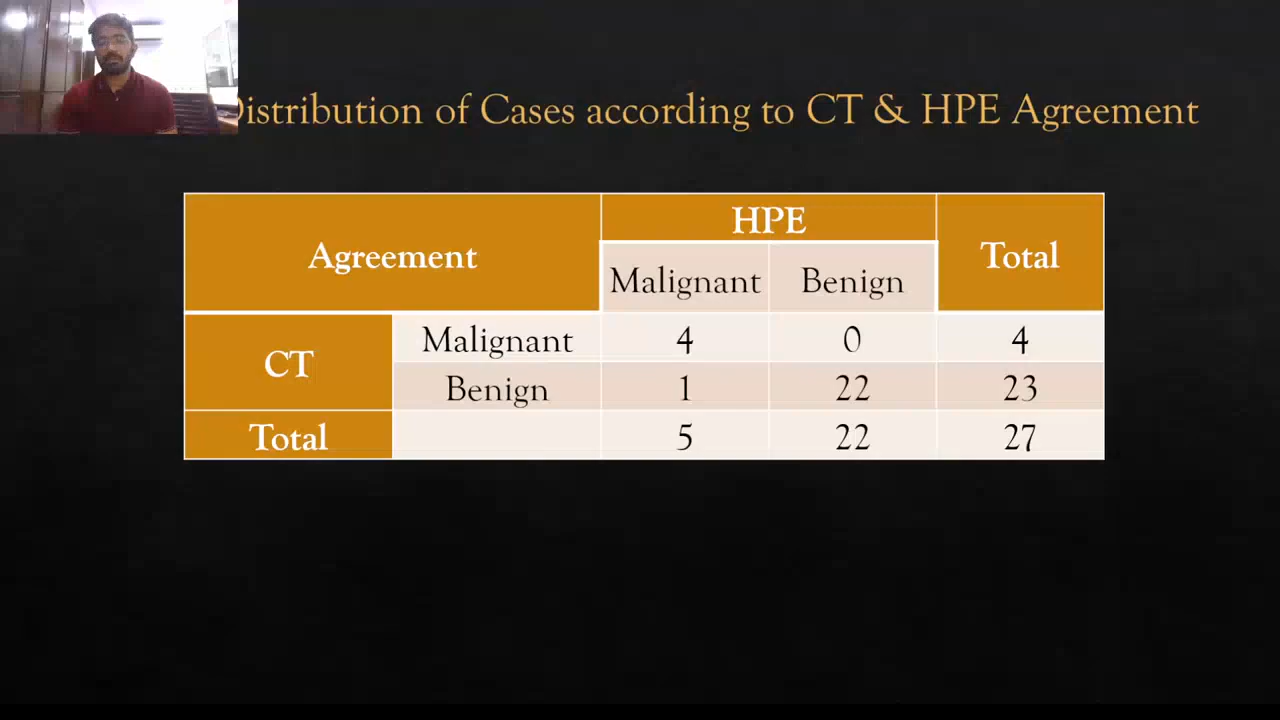 Distribution of Cases according to CT & HPE Agreement
Agreement HPE Total
Malignant Benign
CT Malignant 4 0 4
Benign 1 22 23
Total 5 22 27